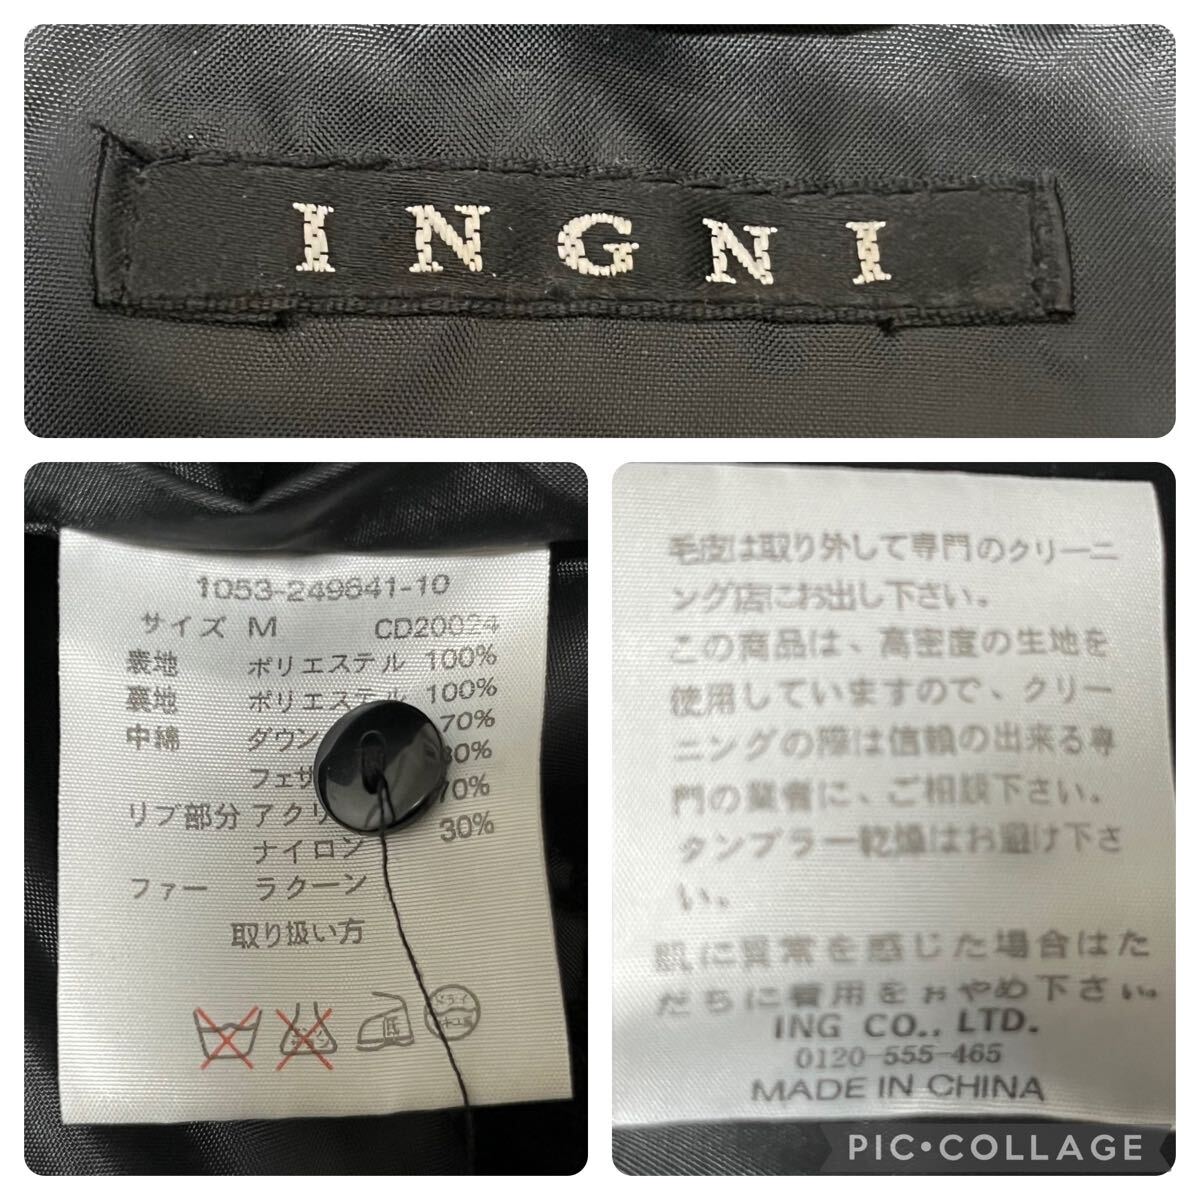 INGNI
1053-249641-10
サイズ M CD20024
表地 ポリエステル 100%
裏地 ポリエステル 100%
中綿 ダウン 70%
リブ部分 70%
ナイロン 30%
ファー ラクーン
取り扱い方
低
毛皮は取り外して専門のクリーニ
ング店にお出し下さい。
この商品は、高密度の生地を
使用していますので、クリー
ニングの際は信頼の出来る専
門の業者に、ご相談下さい。
タンブラー乾燥はお避け下さ
い。
肌に異常を感じた場合はた
だちに着用をおやめ下さい。
ING CO., LTD.
0120-555-465
MADE IN CHINA
PIC•COLLAGE